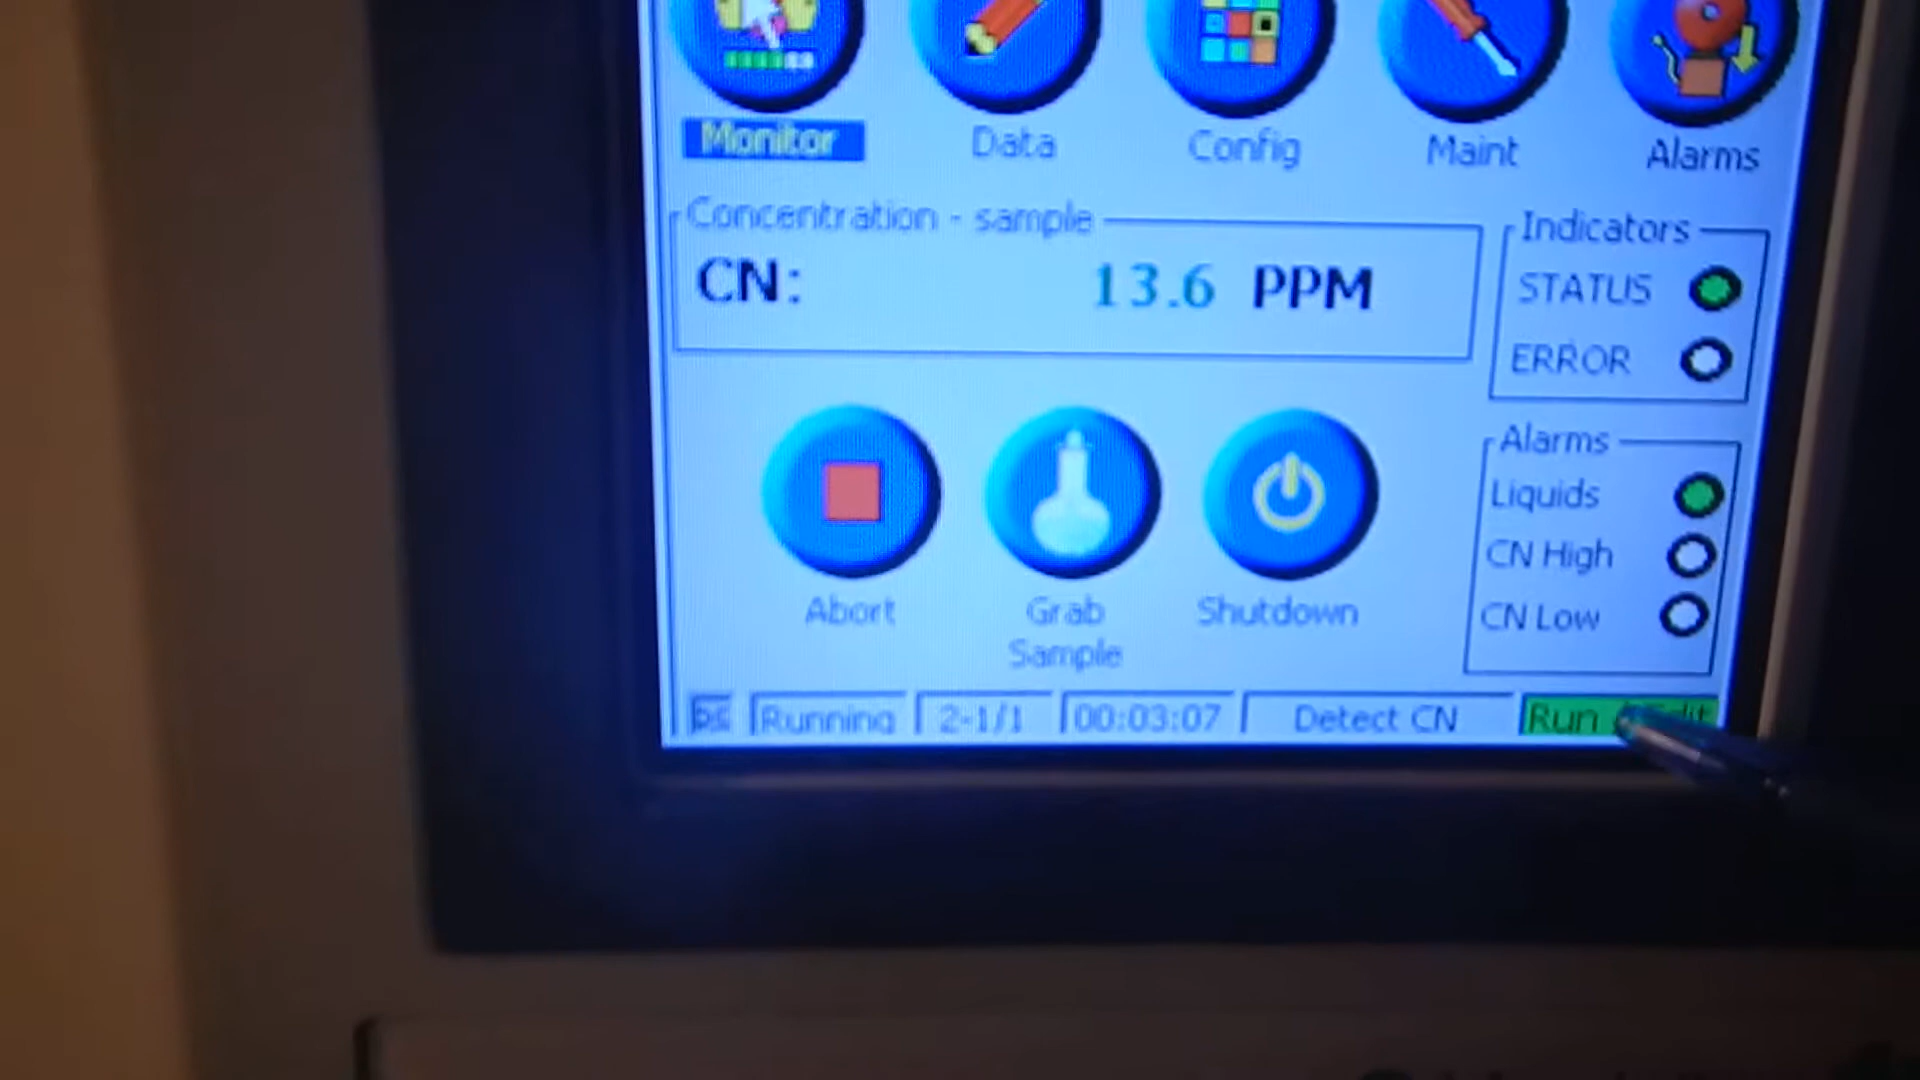 Monitor Data Config Maint Alarms
Concentration - sample
CN: 13.6 PPM
Indicators
STATUS
ERROR
Alarms
Liquids
CN High
CN Low
Abort Grab Sample Shutdown
Running 2-1/1 00:03:07 Detect CN Run